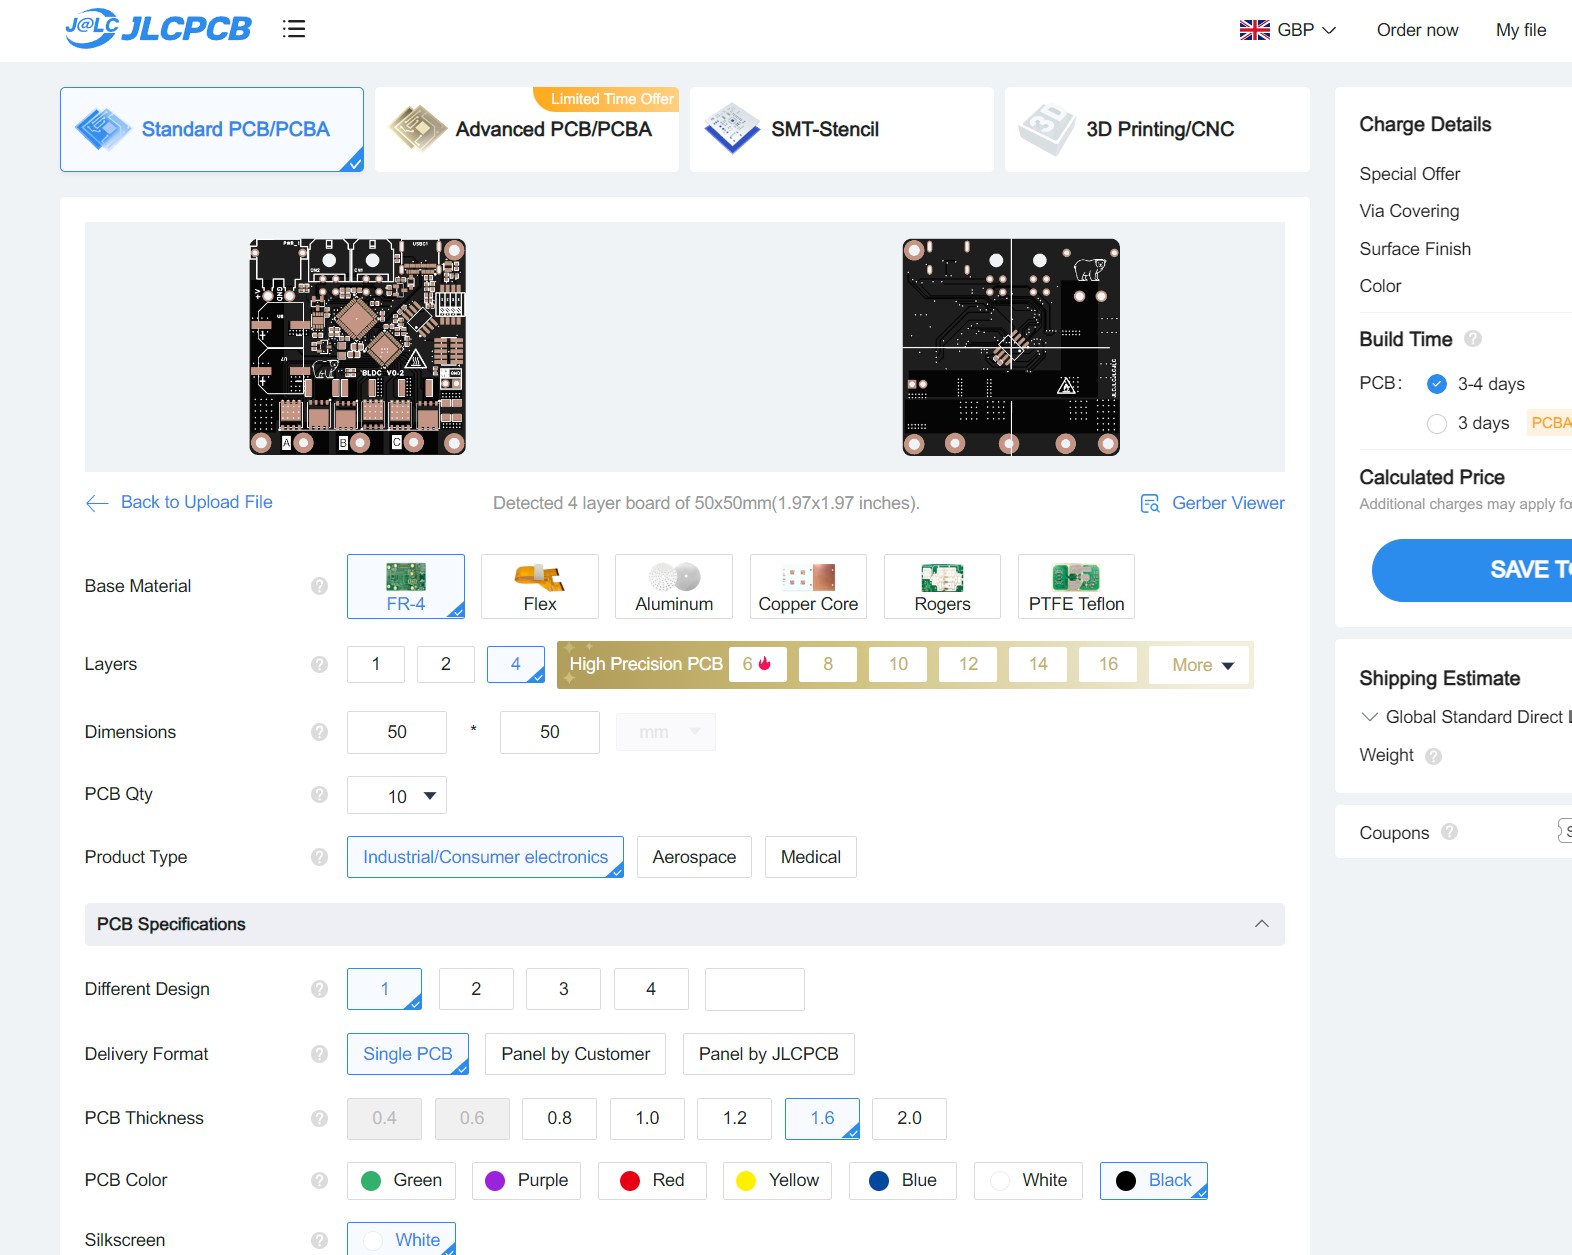 J@LC JLCPCB
GBP
Order now
My file
Standard PCB/PCBA
Limited Time Offer
Advanced PCB/PCBA
SMT-Stencil
3D Printing/CNC
BLDC V0-2
A
B
C
Back to Upload File
Detected 4 layer board of 50x50mm(1.97x1.97 inches).
Gerber Viewer
Base Material
FR-4
Flex
Aluminum
Copper Core
Rogers
PTFE Teflon
Layers
1
2
4
High Precision PCB
6
8
10
12
14
16
More
Dimensions
50
*
50
mm
PCB Qty
10
Product Type
Industrial/Consumer electronics
Aerospace
Medical
PCB Specifications
Different Design
1
2
3
4
Delivery Format
Single PCB
Panel by Customer
Panel by JLCPCB
PCB Thickness
0.4
0.6
0.8
1.0
1.2
1.6
2.0
PCB Color
Green
Purple
Red
Yellow
Blue
White
Black
Silkscreen
White
Charge Details
Special Offer
Via Covering
Surface Finish
Color
Build Time
PCB:
3-4 days
3 days
PCBA
Calculated Price
Additional charges may apply fo
SAVE TO
Shipping Estimate
Global Standard Direct
Weight
Coupons